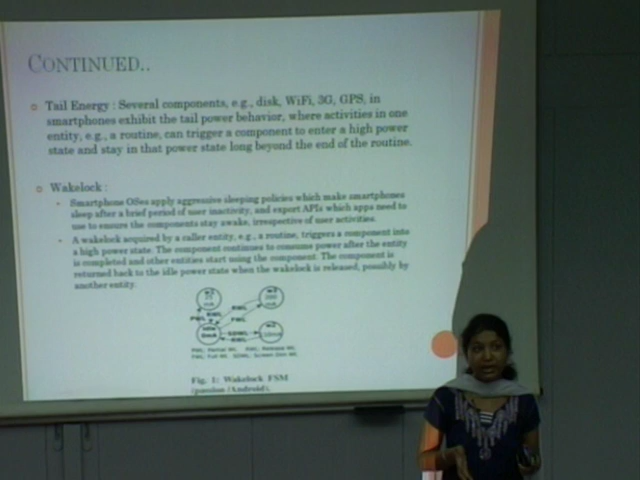 CONTINUED..
Tail Energy : Several components, e.g., disk, WiFi, 3G, GPS, in
smartphones exhibit the tail power behavior, where activities in one
entity, e.g., a routine, can trigger a component to enter a high power
state and stay in that power state long beyond the end of the routine.
Wakelock :
Smartphone OSes apply aggressive sleeping policies which make smartphones
sleep after a brief period of user inactivity, and export APIs which apps need to
use to ensure the components stay awake, irrespective of user activities.
A wakelock acquired by a caller entity, e.g., a routine, triggers a component into
a high power state. The component continues to consume power after the entity
is completed and other entities start using the component. The component is
returned back to the idle power state when the wakelock is released, possibly by
another entity.
Idle
Fig. 1: Wakelock FSM
(passion /Android).